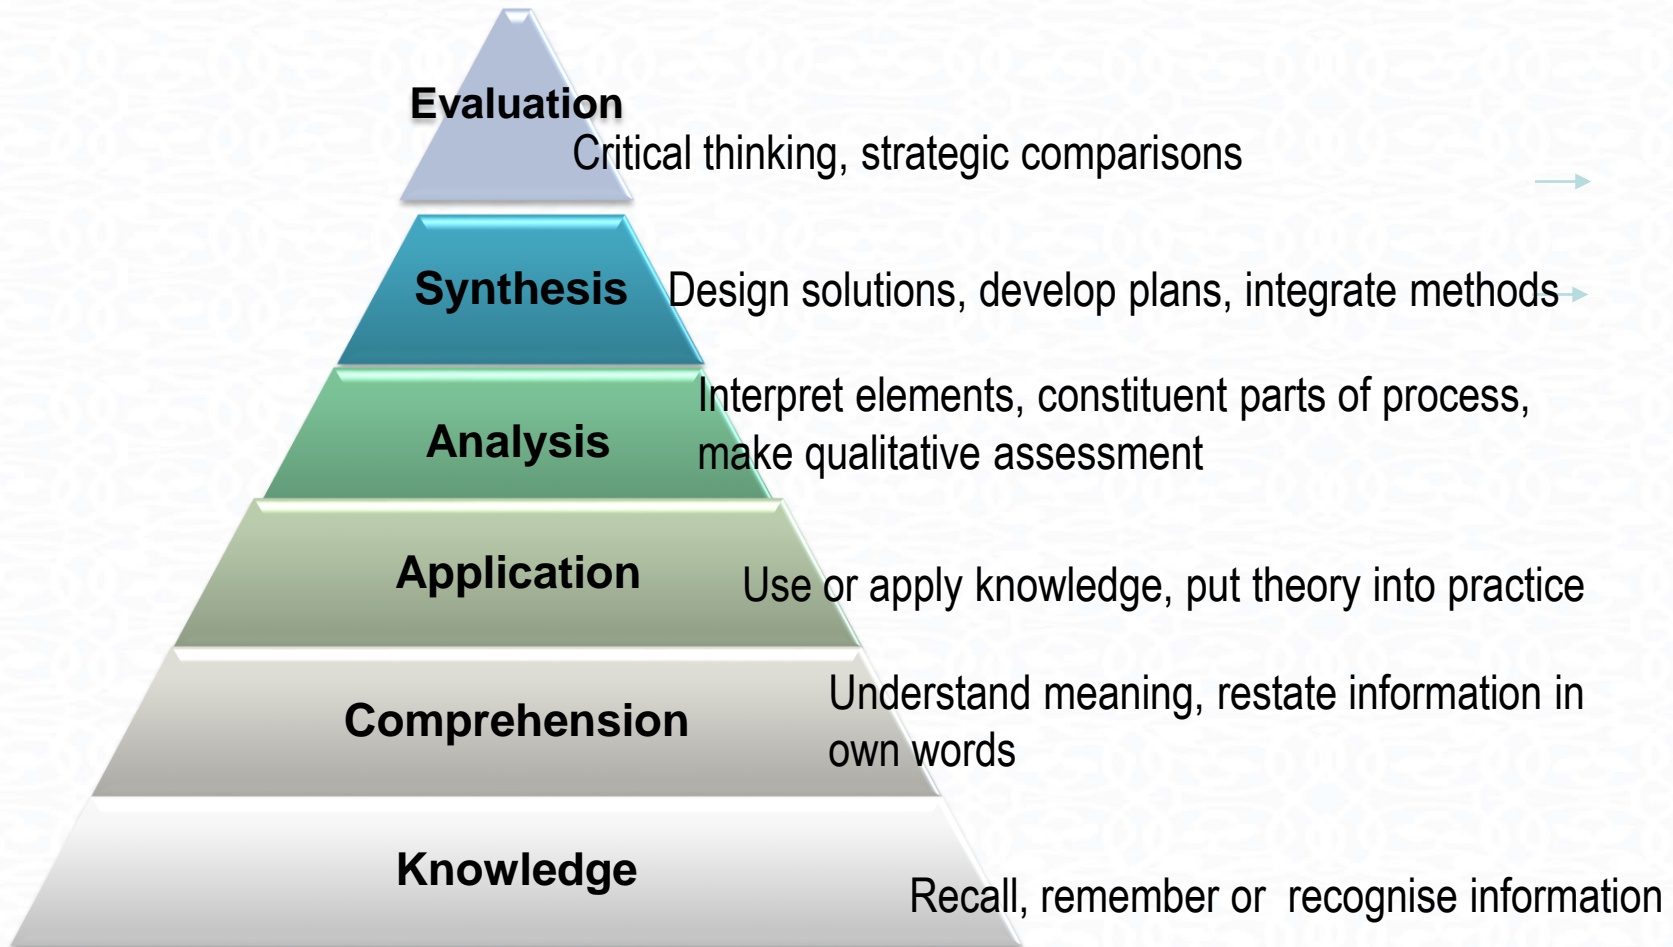 Evaluation
Critical thinking, strategic comparisons
Synthesis
Design solutions, develop plans, integrate methods
Analysis
Interpret elements, constituent parts of process,
make qualitative assessment
Application
Use or apply knowledge, put theory into practice
Comprehension
Understand meaning, restate information in
own words
Knowledge
Recall, remember or  recognise information